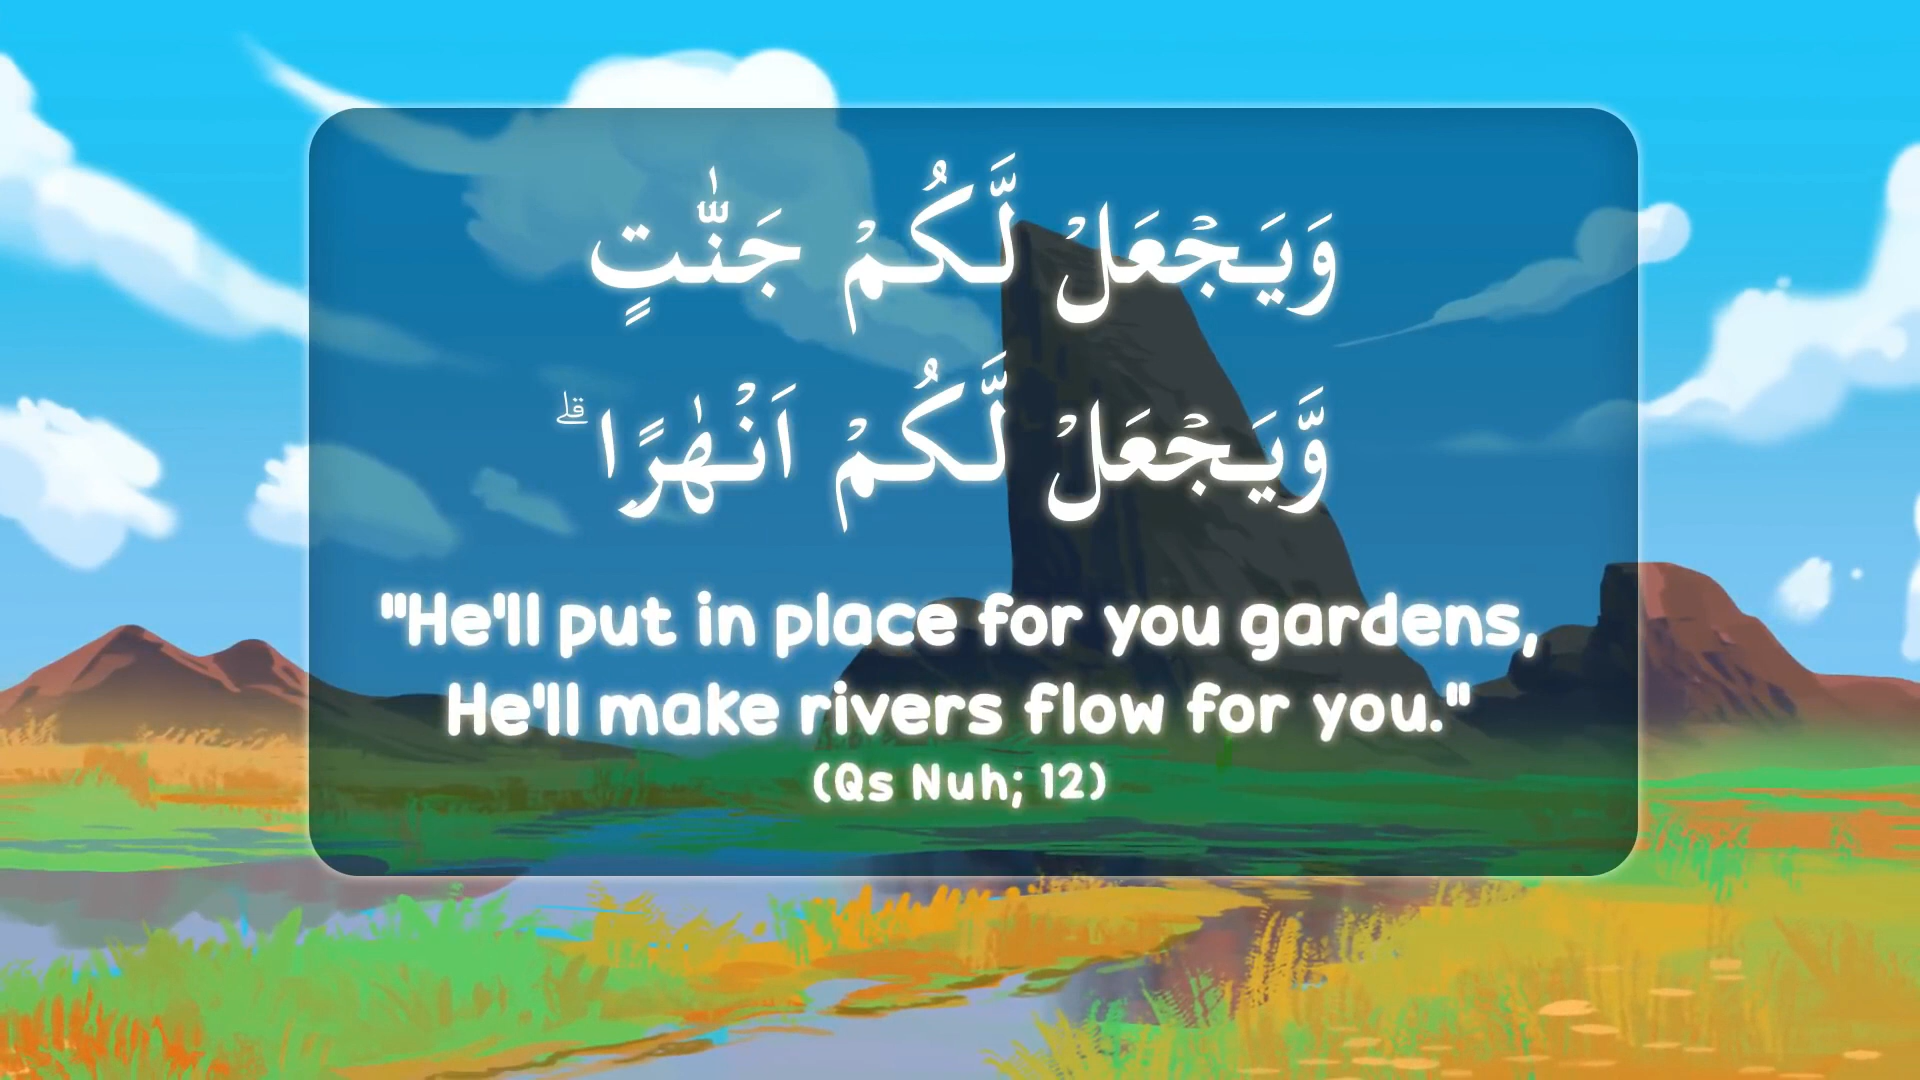 وَيَجْعَلْ لَّكُمْ جَنّٰتٍ
وَّيَجْعَلْ لَّكُمْ اَنْهٰرًاۗ
"He'll put in place for you gardens,
He'll make rivers flow for you."
(Qs Nuh; 12)